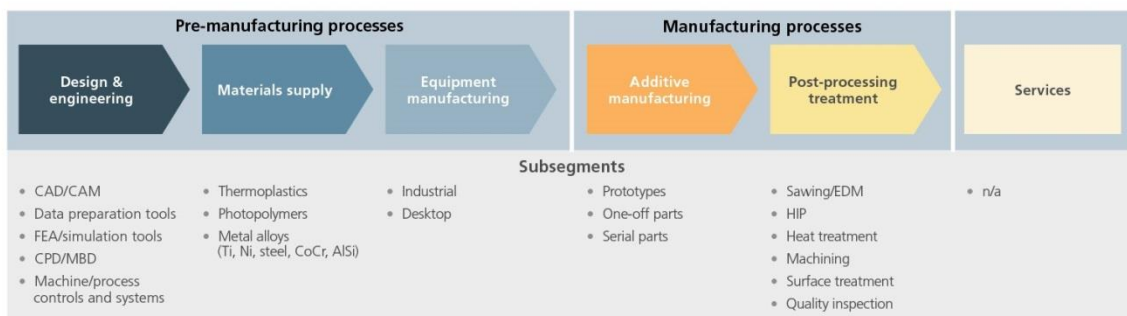 Pre-manufacturing processes
Manufacturing processes
Design &
engineering
Materials supply
Equipment
manufacturing
Additive
manufacturing
Post-processing
treatment
Services
Subsegments
• CAD/CAM
• Data preparation tools
• FEA/simulation tools
• CPD/MBD
• Machine/process
controls and systems
• Thermoplastics
• Photopolymers
• Metal alloys
(Ti, Ni, steel, CoCr, AlSi)
• Industrial
• Desktop
• Prototypes
• One-off parts
• Serial parts
• Sawing/EDM
• HIP
• Heat treatment
• Machining
• Surface treatment
• Quality inspection
• n/a